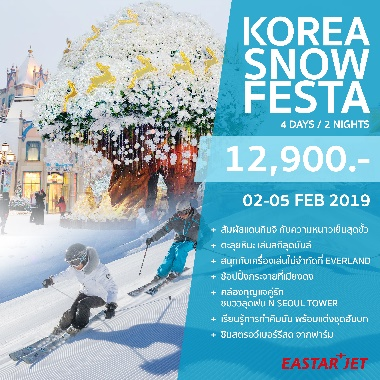 KOREA
SNOW
FESTA
4 DAYS / 2 NIGHTS
12,900.-
02-05 FEB 2019
+ สัมผัสแดนกิมจิ กับความหนาวเย็นสุดขั้ว
+ ตะลุยหิมะ เล่นสกีสุดมันส์
+ สนุกกับเครื่องเล่นไม่จำกัดที่ EVERLAND
+ ช้อปปิ้งกระจายที่เมียงดง
+ คล้องกุญแจคู่รัก
ชมวิวสุดฟิน N SEOUL TOWER
+ เรียนรู้การทำคิมบับ พร้อมแต่งชุดฮันบก
+ ชิมสตรอว์เบอร์รีสด จากฟาร์ม
EASTAR JET